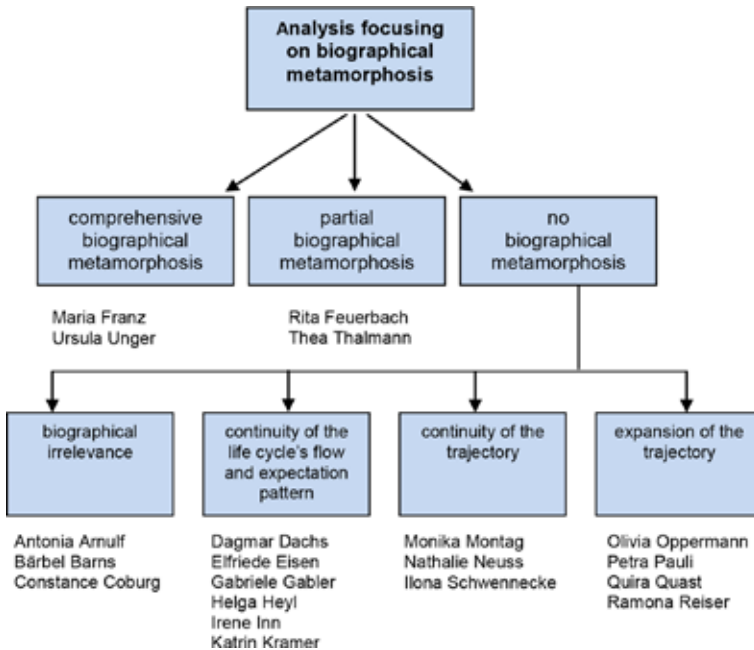 Analysis focusing
on biographical
metamorphosis
comprehensive
biographical
metamorphosis
partial
biographical
metamorphosis
no
biographical
metamorphosis
Maria Franz
Ursula Unger
Rita Feuerbach
Thea Thalmann
biographical
irrelevance
continuity of the
life cycle's flow
and expectation
pattern
continuity of the
trajectory
expansion of the
trajectory
Antonia Arnulf
Bärbel Barns
Constance Coburg
Dagmar Dachs
Elfriede Eisen
Gabriele Gabler
Helga Heyl
Irene Inn
Katrin Kramer
Monika Montag
Nathalie Neuss
Ilona Schwennecke
Olivia Oppermann
Petra Pauli
Quira Quast
Ramona Reiser